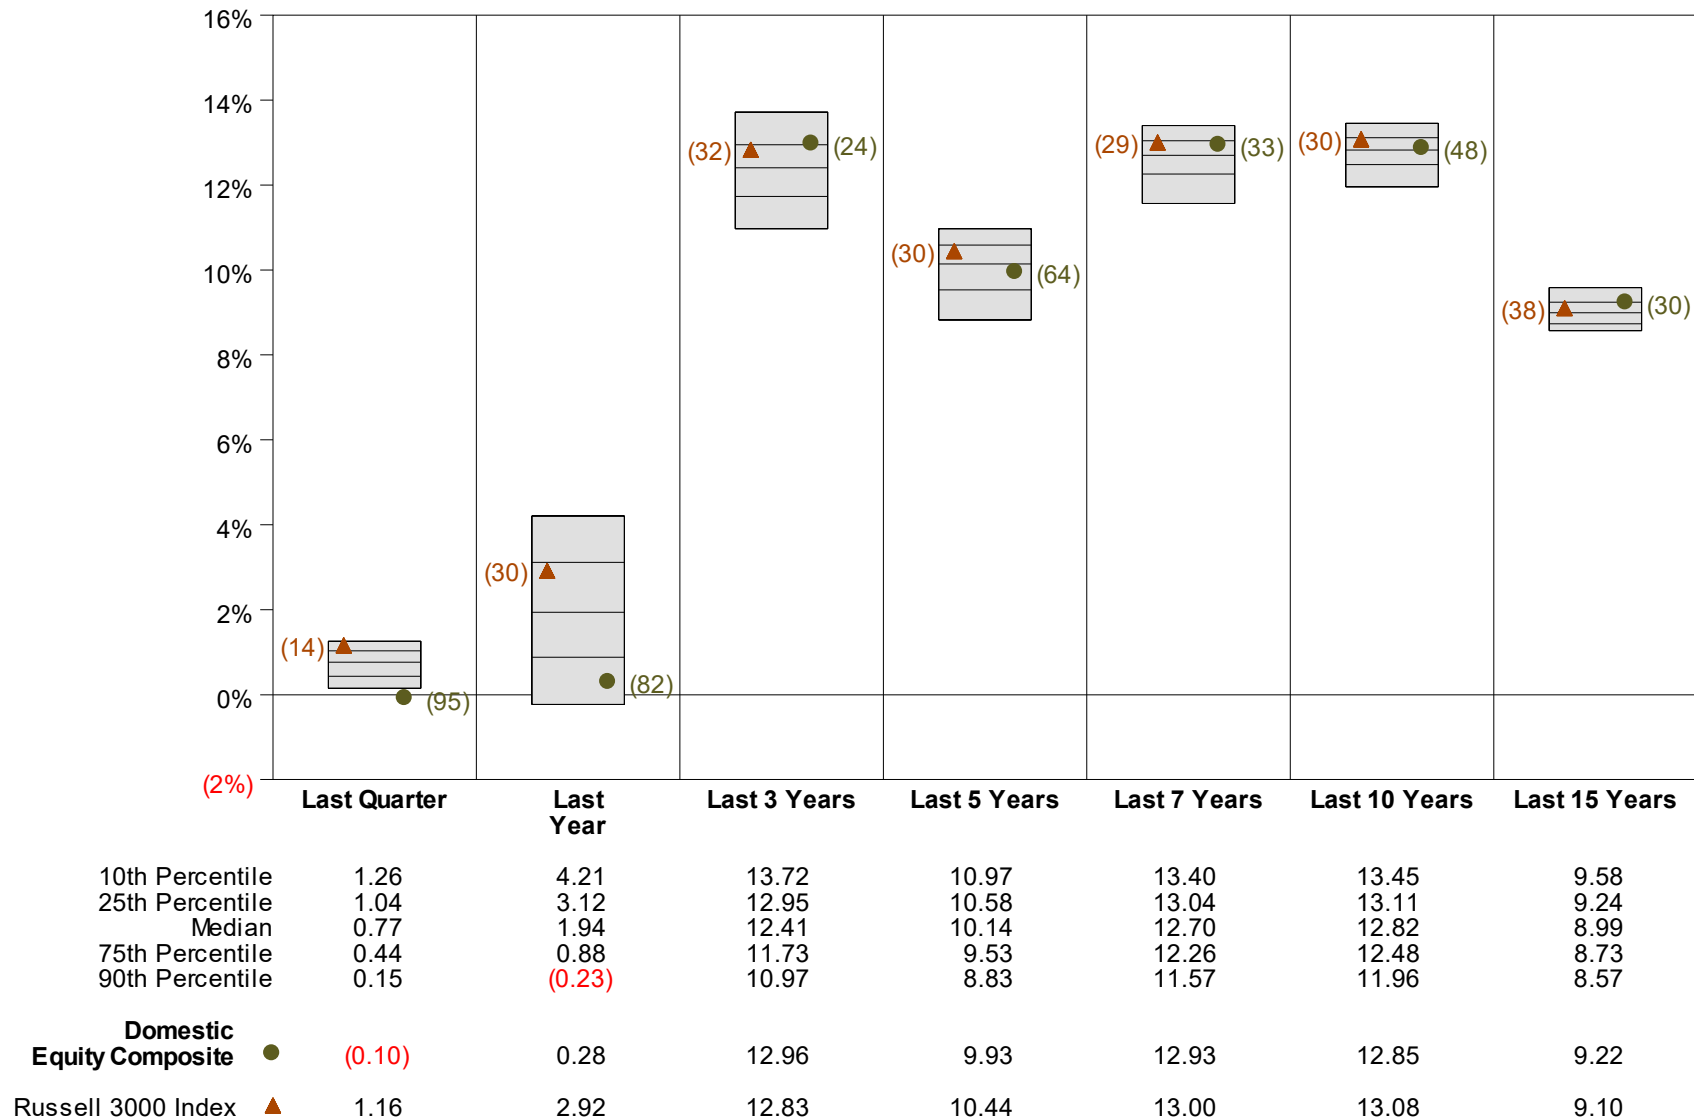 16%
14%
12%
10%
8%
6%
4%
2%
0%
(2%)
(14)
(95)
(30)
(82)
(32)
(24)
(30)
(64)
(29)
(33)
(30)
(48)
(38)
(30)
Last Quarter Last Year Last 3 Years Last 5 Years Last 7 Years Last 10 Years Last 15 Years
10th Percentile 1.26 4.21 13.72 10.97 13.40 13.45 9.58
25th Percentile 1.04 3.12 12.95 10.58 13.04 13.11 9.24
Median 0.77 1.94 12.41 10.14 12.70 12.82 8.99
75th Percentile 0.44 0.88 11.73 9.53 12.26 12.48 8.73
90th Percentile 0.15 (0.23) 10.97 8.83 11.57 11.96 8.57
Domestic
Equity Composite (0.10) 0.28 12.96 9.93 12.93 12.85 9.22
Russell 3000 Index 1.16 2.92 12.83 10.44 13.00 13.08 9.10